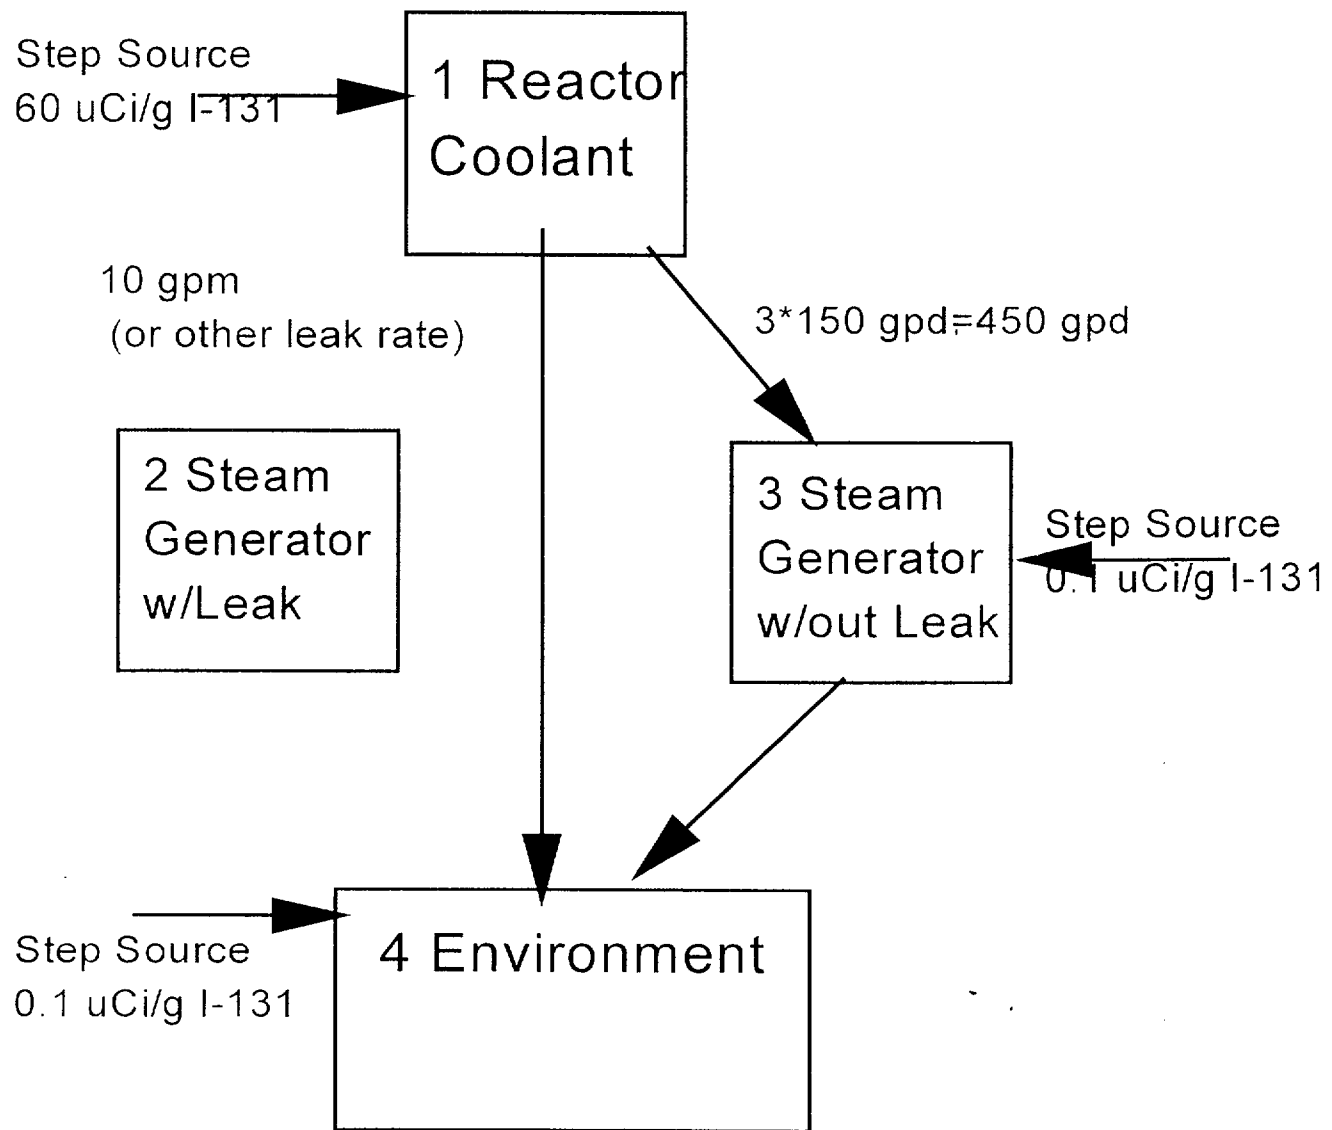 Step Source
60 uCi/g I-131
1 Reactor
Coolant
10 gpm
(or other leak rate)
3*150 gpd=450 gpd
2 Steam
Generator
w/Leak
3 Steam
Generator
w/out Leak
Step Source
0.1 uCi/g I-131
Step Source
0.1 uCi/g I-131
4 Environment